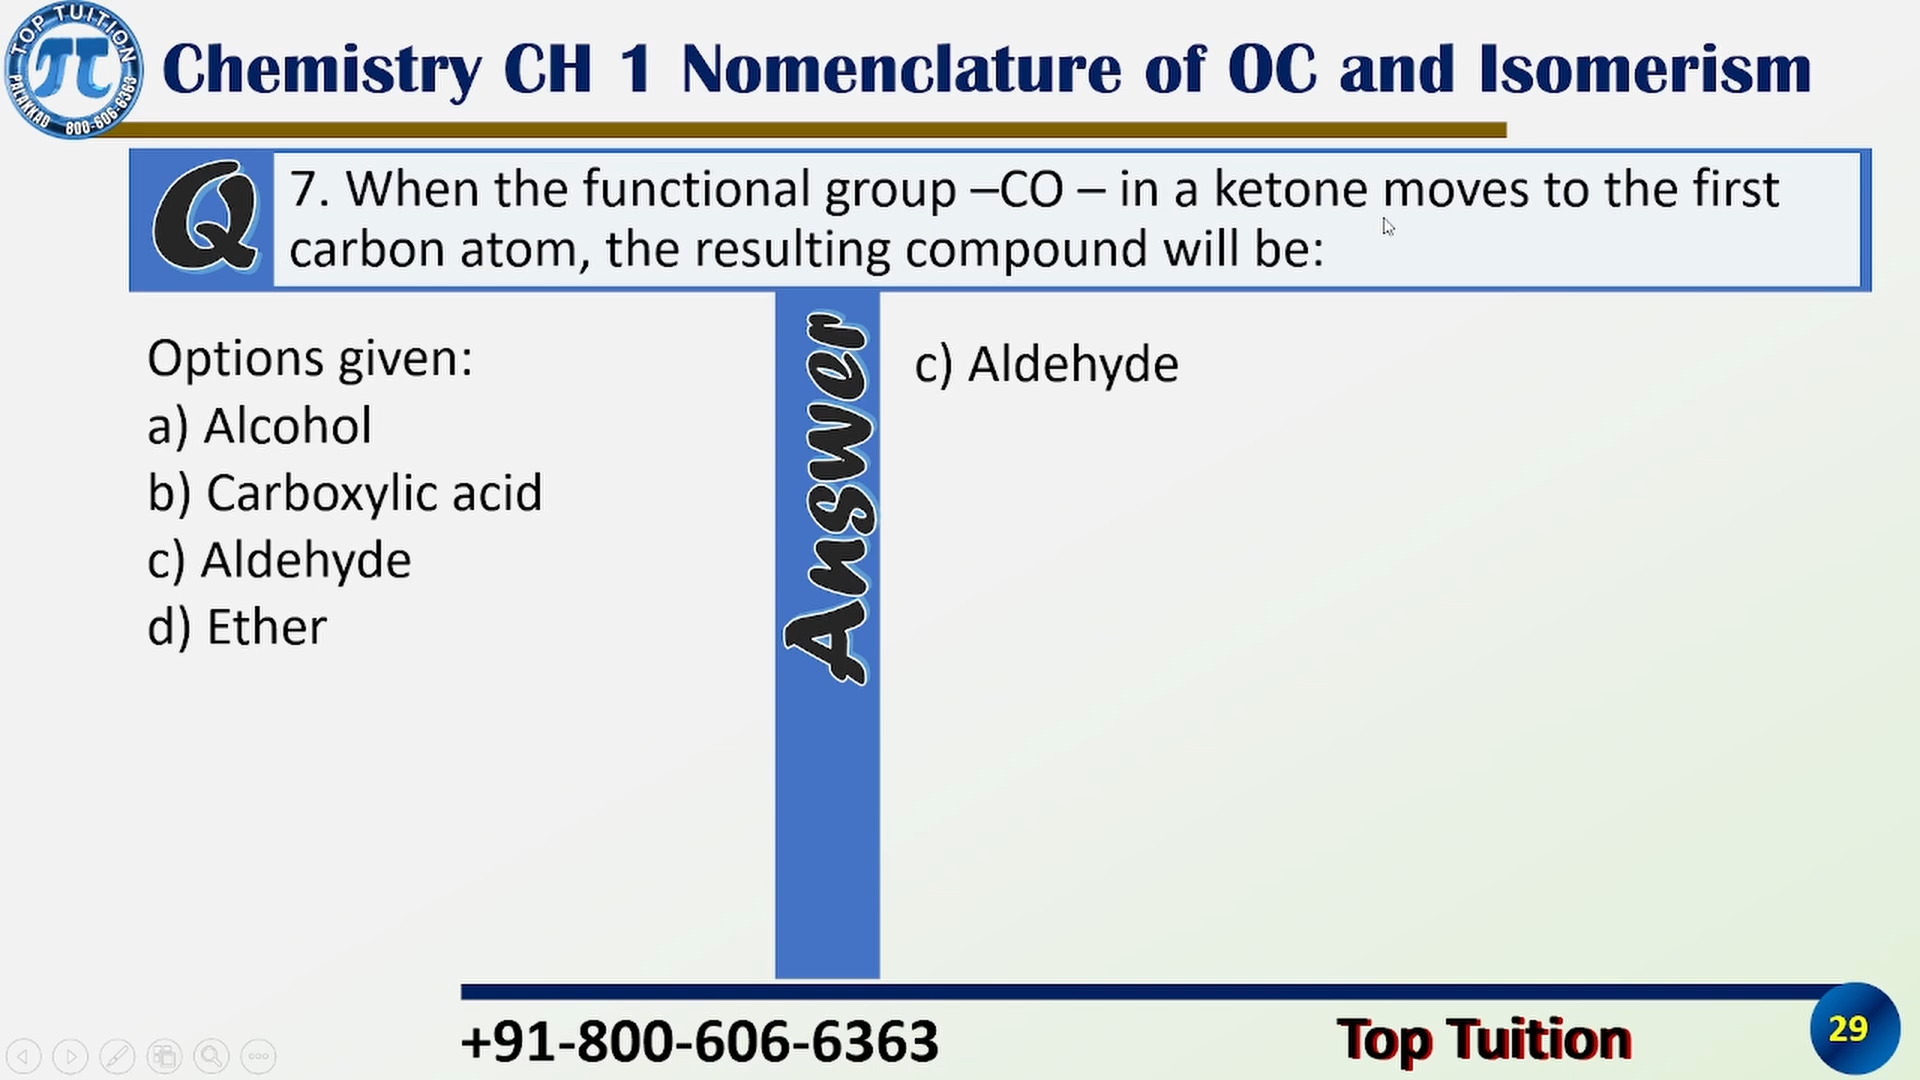 TOP TUITION
π
PALAKKAD 800-606-6363
Chemistry CH 1 Nomenclature of OC and Isomerism
Q
7. When the functional group –CO – in a ketone moves to the first
carbon atom, the resulting compound will be:
Options given:
a) Alcohol
b) Carboxylic acid
c) Aldehyde
d) Ether
Answer
c) Aldehyde
+91-800-606-6363
Top Tuition
29